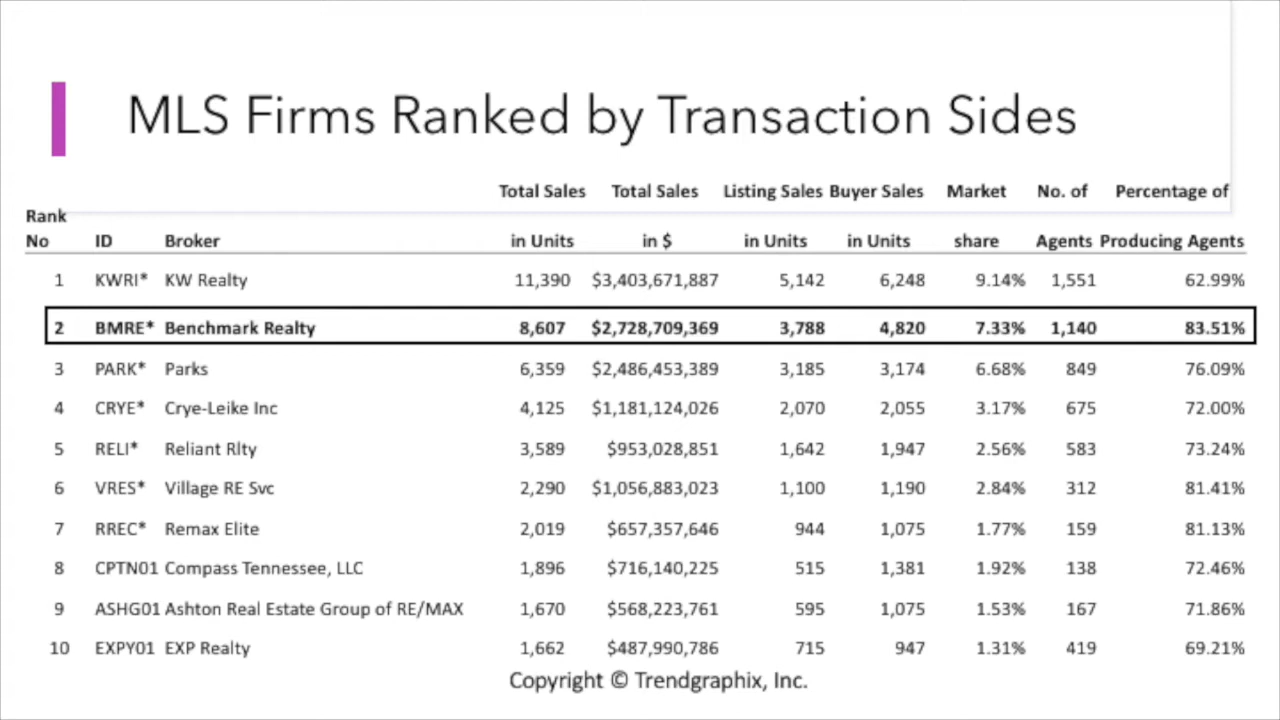 MLS Firms Ranked by Transaction Sides
Total Sales Total Sales Listing Sales Buyer Sales Market No. of Percentage of
Rank
No ID Broker in Units in $ in Units in Units share Agents Producing Agents
1 KWRI* KW Realty 11,390 $3,403,671,887 5,142 6,248 9.14% 1,551 62.99%
2 BMRE* Benchmark Realty 8,607 $2,728,709,369 3,788 4,820 7.33% 1,140 83.51%
3 PARK* Parks 6,359 $2,486,453,389 3,185 3,174 6.68% 849 76.09%
4 CRYE* Crye-Leike Inc 4,125 $1,181,124,026 2,070 2,055 3.17% 675 72.00%
5 RELI* Reliant Rlty 3,589 $953,028,851 1,642 1,947 2.56% 583 73.24%
6 VRES* Village RE Svc 2,290 $1,056,883,023 1,100 1,190 2.84% 312 81.41%
7 RREC* Remax Elite 2,019 $657,357,646 944 1,075 1.77% 159 81.13%
8 CPTN01 Compass Tennessee, LLC 1,896 $716,140,225 515 1,381 1.92% 138 72.46%
9 ASHG01 Ashton Real Estate Group of RE/MAX 1,670 $568,223,761 595 1,075 1.53% 167 71.86%
10 EXPY01 EXP Realty 1,662 $487,990,786 715 947 1.31% 419 69.21%
Copyright © Trendgraphix, Inc.